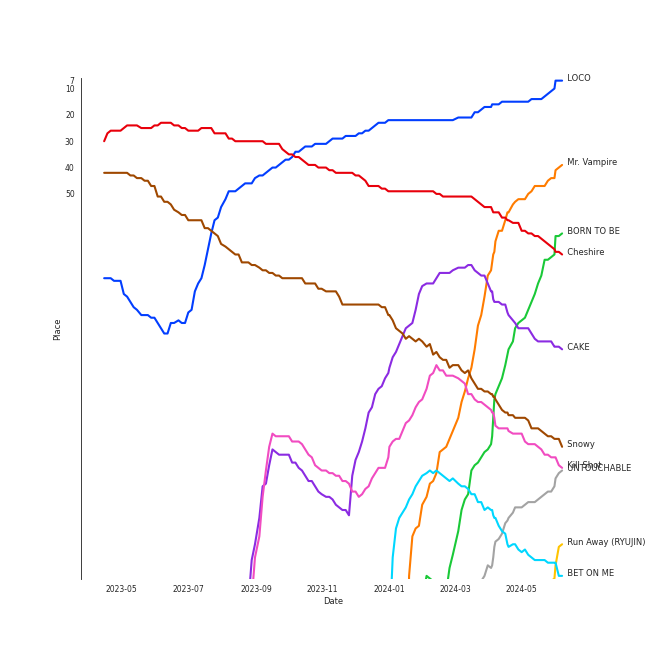 LOCO
7
10
20
30
40
50
Mr. Vampire
BORN TO BE
Cheshire
CAKE
Snowy
Kill Shot
UNTOUCHABLE
Run Away (RYUJIN)
BET ON ME
Place
2023-05 2023-07 2023-09 2023-11 2024-01 2024-03 2024-05
Date